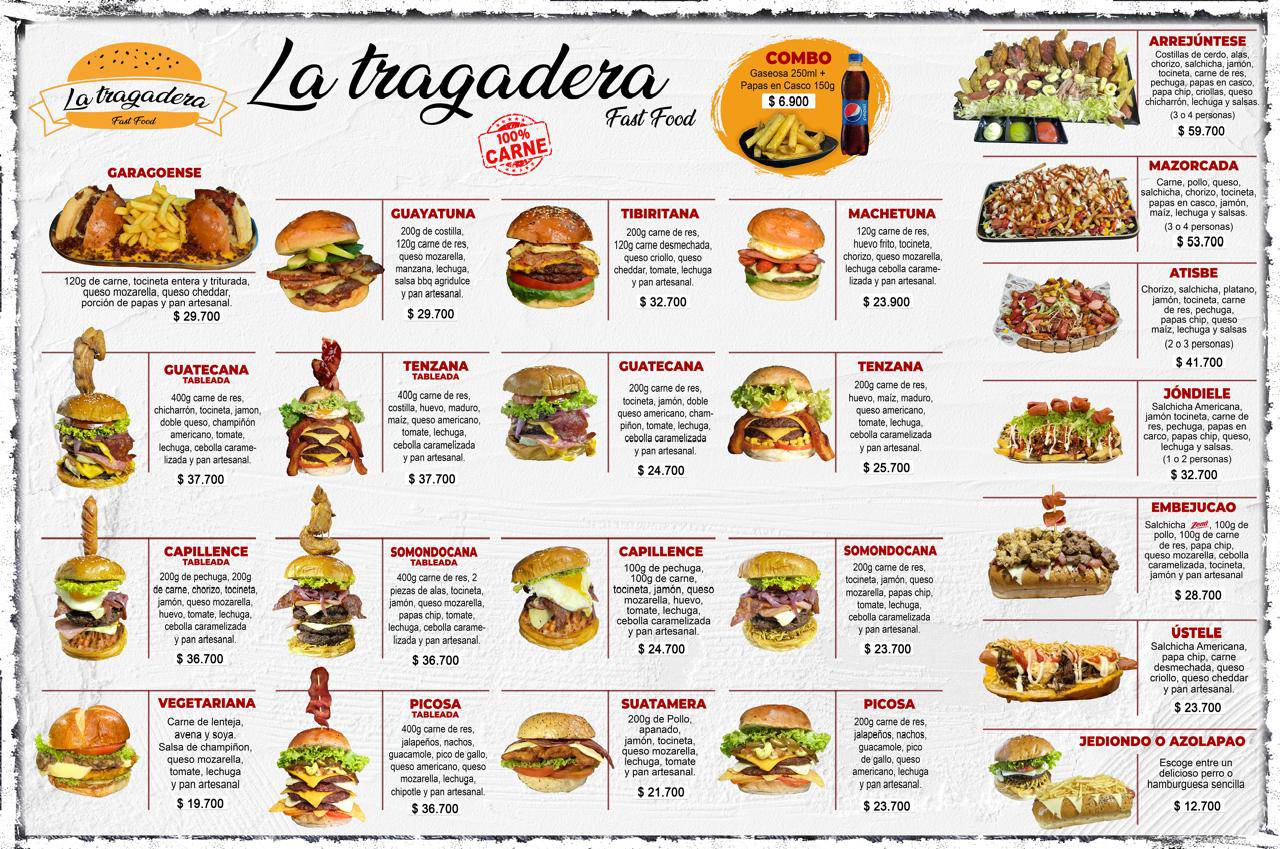 La tragadera
Fast Food
La tragadera
Fast Food
100%
CARNE
COMBO
Gaseosa 250ml +
Papas en Casco 150g
$ 6.900
GARAGOENSE
120g de carne, tocineta entera y triturada,
queso mozarella, queso cheddar,
porción de papas y pan artesanal.
$ 29.700
GUAYATUNA
200g de costilla,
120g carne de res,
queso mozarella,
manzana, lechuga,
salsa bbq agridulce
y pan artesanal.
$ 29.700
TIBIRITANA
200g de res,
120g carne desmechada,
queso criollo, queso
cheddar, tomate, lechuga
$ 32.700
MACHETUNA
120g de res,
huevo frito, tocineta,
chorizo, queso mozarella,
lechuga cebolla carame-
lizada y pan artesanal.
$ 23.900
GUATECANA
TABLEADA
400g carne de res,
chicharrón, tocineta, jamon,
doble queso, champiñón
americano, tomate,
lechuga, cebolla carame-
lizada y pan artesanal.
$ 37.700
TENZANA
TABLEADA
400g carne de res,
costilla, huevo, maduro,
maíz, queso americano,
tomate, lechuga,
cebolla caramelizada
y pan artesanal.
$ 37.700
GUATECANA
200g carne de res,
tocineta, jamón, doble
queso americano, cham-
piñon, tomate, lechuga,
cebolla caramelizada
$ 24.700
TENZANA
200g carne de res,
huevo, maíz, maduro,
queso americano,
tomate, lechuga,
cebolla caramelizada
y pan artesanal.
$ 25.700
CAPILLENCE
TABLEADA
200g de pechuga, 200g
de carne, chorizo, tocineta,
jamón, queso mozarella,
huevo, tomate, lechuga,
cebolla caramelizada
y pan artesanal.
$ 36.700
SOMONDOCANA
TABLEADA
400g carne de res, 2
piezas de alas, tocineta,
jamón, queso mozarella,
papas chip, tomate,
lechuga, cebolla carame-
lizada y pan artesanal.
$ 36.700
CAPILLENCE
100g de pechuga,
100g de carne,
tocineta, jamón, queso
mozarella, huevo,
tomate, lechuga,
cebolla caramelizada
y pan artesanal.
$ 24.700
SOMONDOCANA
200g carne de res,
tocineta, jamón, queso
mozarella, papas chip,
tomate, lechuga,
cebolla caramelizada
y pan artesanal.
$ 23.700
VEGETARIANA
Carne de lenteja,
avena y soya.
Salsa de champiñon,
queso mozarella,
tomate, lechuga
y pan artesanal
$ 19.700
PICOSA
TABLEADA
400g carne de res,
jalapeños, nachos,
guacamole, pico de gallo,
queso americano, queso
mozarella, lechuga,
chipotle y pan artesanal.
$ 36.700
SUATAMERA
200g de Pollo,
apanado,
jamón, tocineta,
queso mozarella,
lechuga, tomate
y pan artesanal.
$ 21.700
PICOSA
200g carne de res,
jalapeños, nachos,
guacamole, pico
de gallo, queso
americano, lechuga
y pan artesanal.
$ 23.700
ARREJÚNTESE
Costillas de cerdo, alas,
chorizo, salchicha, jamón,
tocineta, carne de res,
pechuga, papas en casco,
papa chip, criollas, queso
chicharrón, lechuga y salsas.
(3 o 4 personas)
$ 59.700
MAZORCADA
Carne, pollo, queso,
salchicha, chorizo, tocineta,
papas en casco, jamón,
maíz, lechuga y salsas.
(3 o 4 personas)
$ 53.700
ATISBE
Chorizo, salchicha, platano,
jamón, tocineta, carne
de res, pechuga,
papas chip, queso
maíz, lechuga y salsas
(2 o 3 personas)
$ 41.700
JÓNDIELE
Salchicha Americana,
jamón tocineta, carne de
res, pechuga, papas en
carco, papas chip, queso,
lechuga y salsas.
(1 o 2 personas)
$ 32.700
EMBEJUCAO
Salchicha Zenú, 100g de
pollo, 100g de carne
de res, papa chip,
queso mozarella, cebolla
caramelizada, tocineta,
jamón y pan artesanal
$ 28.700
ÚSTELE
Salchicha Americana,
papa chip, carne
desmechada, queso
criollo, queso cheddar
y pan artesanal.
$ 23.700
JEDIONDO O AZOLAPAO
Escoge entre un
delicioso perro o
hamburguesa sencilla
$ 12.700